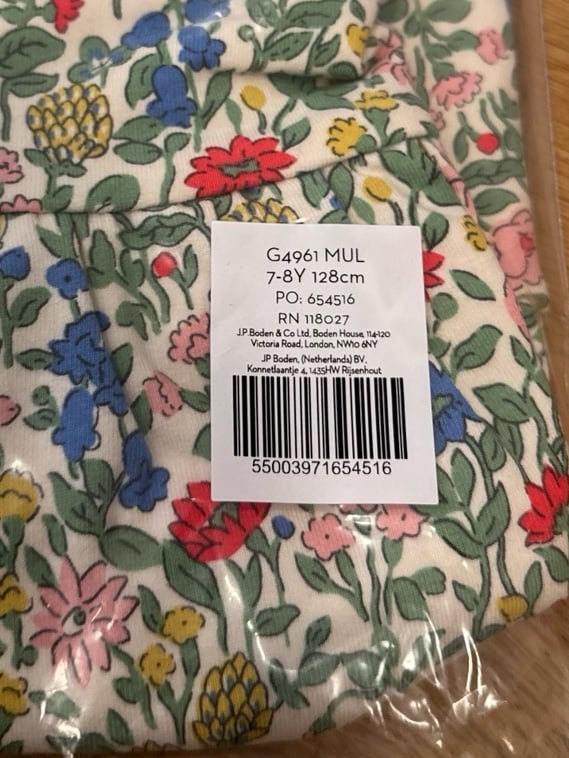 G4961 MUL
7-8Y 128cm
PO: 654516
RN 118027
J.P.Boden & Co Ltd, Boden House, 114-120
Victoria Road, London, NW10 6NY
JP Boden, (Netherlands) BV,
Konnetlaantje 4, 1435HW Rijsenhout
55003971654516